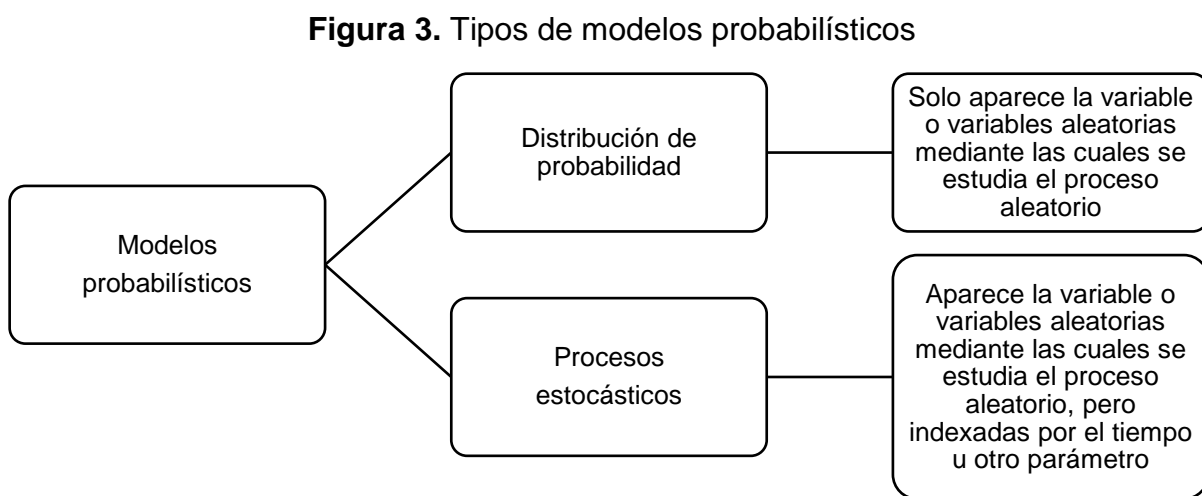 Figura 3. Tipos de modelos probabilísticos
Modelos
probabilísticos
Distribución de
probabilidad
Solo aparece la variable
o variables aleatorias
mediante las cuales se
estudia el proceso
aleatorio
Procesos
estocásticos
Aparece la variable o
variables aleatorias
mediante las cuales se
estudia el proceso
aleatorio, pero
indexadas por el tiempo
u otro parámetro